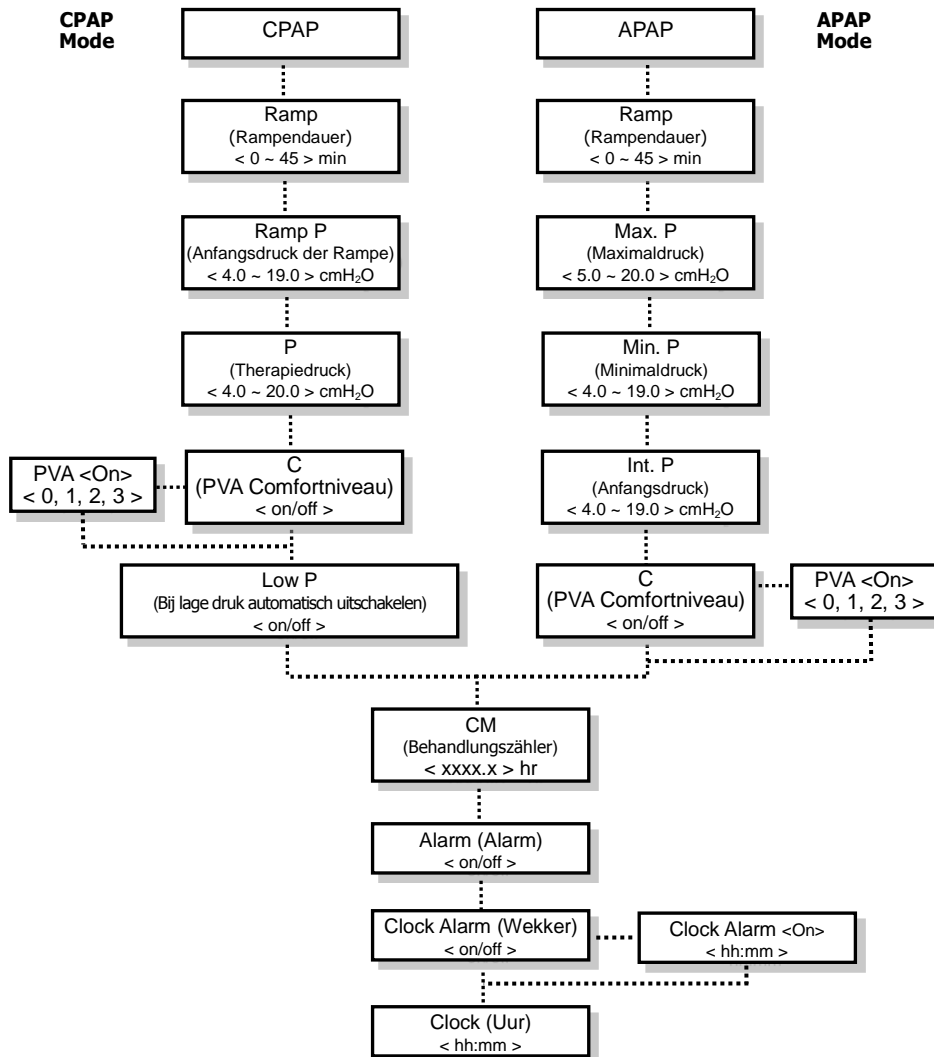 CPAP
Mode
CPAP
Ramp
(Rampendauer)
< 0 ~ 45 > min
Ramp P
(Anfangsdruck der Rampe)
< 4.0 ~ 19.0 > cmH₂O
P
(Therapiedruck)
< 4.0 ~ 20.0 > cmH₂O
C
(PVA Comfortniveau)
< on/off >
PVA <On>
< 0, 1, 2, 3 >
Low P
(Bij lage druk automatisch uitschakelen)
< on/off >
APAP
Mode
APAP
Ramp
(Rampendauer)
< 0 ~ 45 > min
Max. P
(Maximaldruck)
< 5.0 ~ 20.0 > cmH₂O
Min. P
(Minimaldruck)
< 4.0 ~ 19.0 > cmH₂O
Int. P
(Anfangsdruck)
< 4.0 ~ 19.0 > cmH₂O
C
(PVA Comfortniveau)
< on/off >
PVA <On>
< 0, 1, 2, 3 >
CM
(Behandlungszähler)
< xxxx.x > hr
Alarm (Alarm)
< on/off >
Clock Alarm (Wekker)
< on/off >
Clock Alarm <On>
< hh:mm >
Clock (Uur)
< hh:mm >